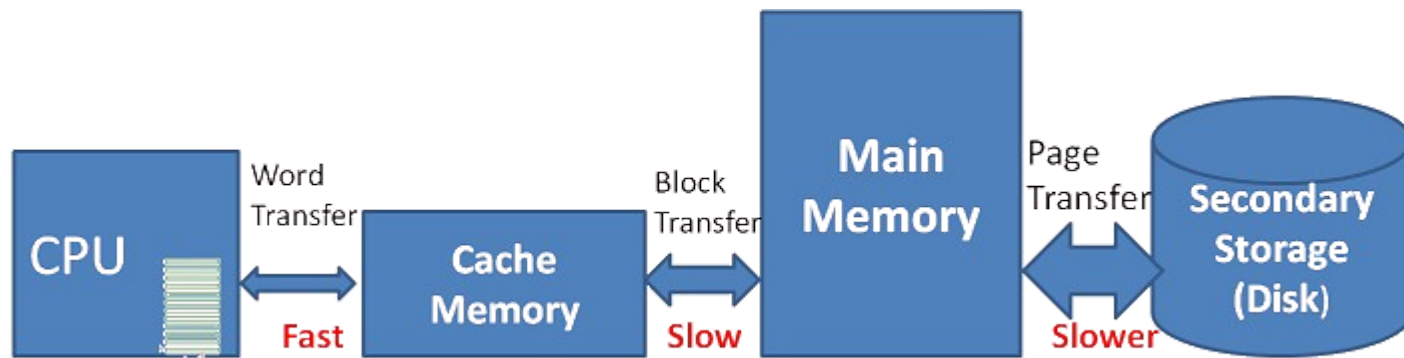 CPU
Word
Transfer
Fast
Cache
Memory
Block
Transfer
Slow
Main
Memory
Page
Transfer
Slower
Secondary
Storage
(Disk)